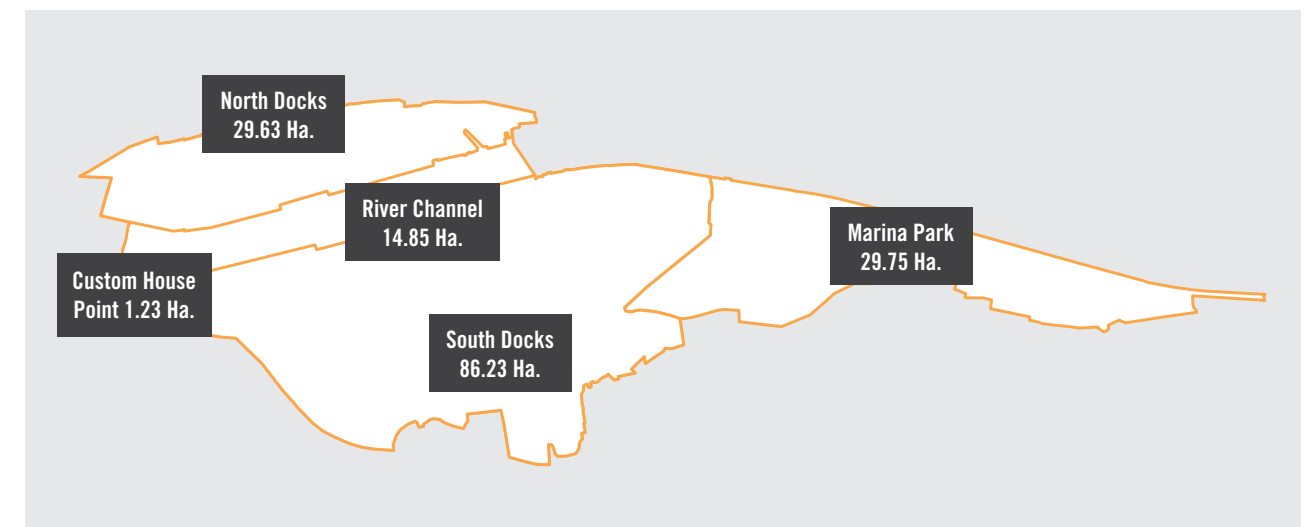 North Docks
29.63 Ha.
River Channel
14.85 Ha.
Marina Park
29.75 Ha.
Custom House
Point 1.23 Ha.
South Docks
86.23 Ha.